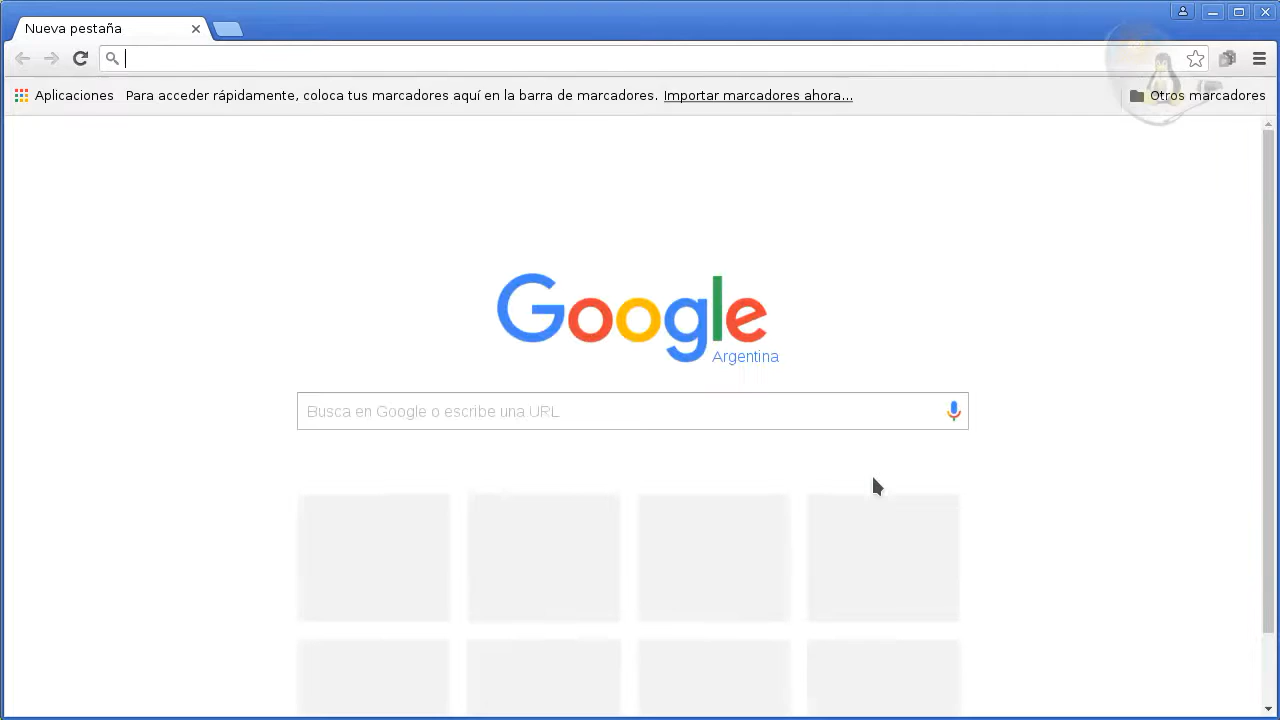 Nueva pestaña
Aplicaciones Para acceder rápidamente, coloca tus marcadores aquí en la barra de marcadores. Importar marcadores ahora... Otros marcadores
Google
Argentina
Busca en Google o escribe una URL